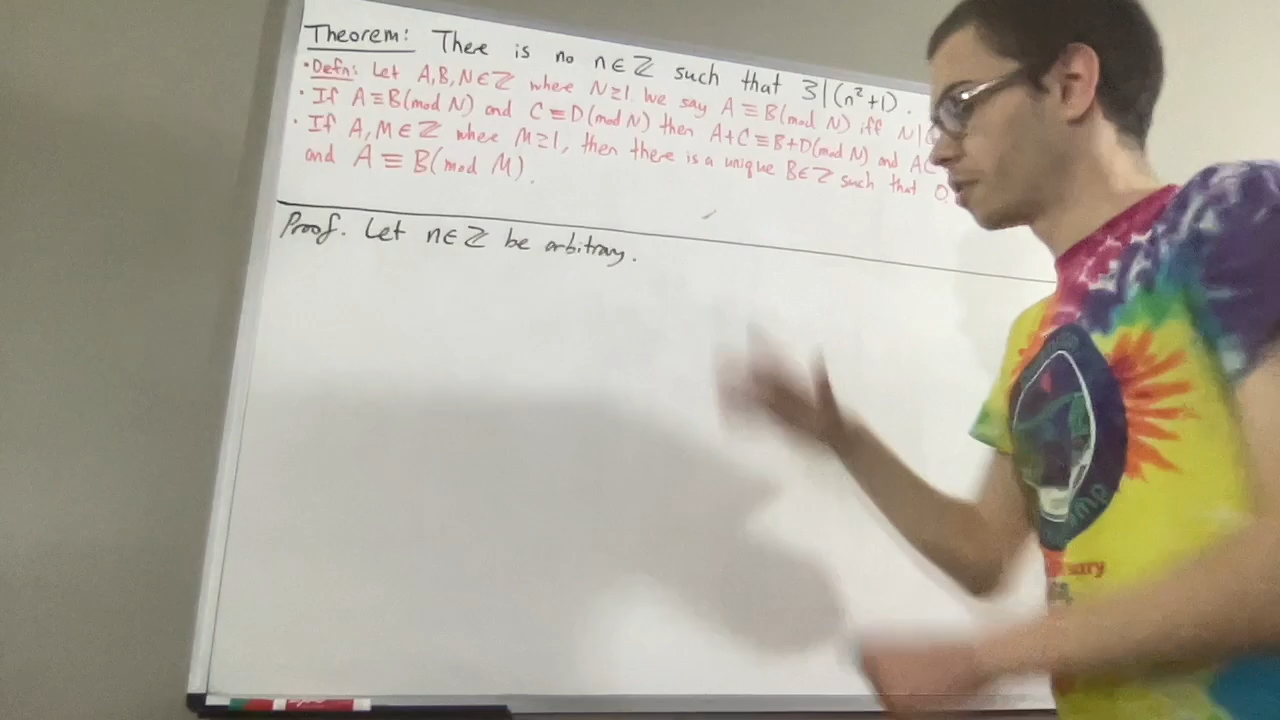 Theorem: There is no n∈ℤ such that 3|(n²+1).
• Defn: Let A,B,N∈ℤ where N≥1. We say A≡B(mod N) iff N|
• If A≡B(mod N) and C≡D(mod N) then A+C≡B+D(mod N) and AC
• If A,M∈ℤ where M≥1, then there is a unique B∈ℤ such that 0
and A≡B(mod M).
Proof. Let n∈ℤ be arbitrary.